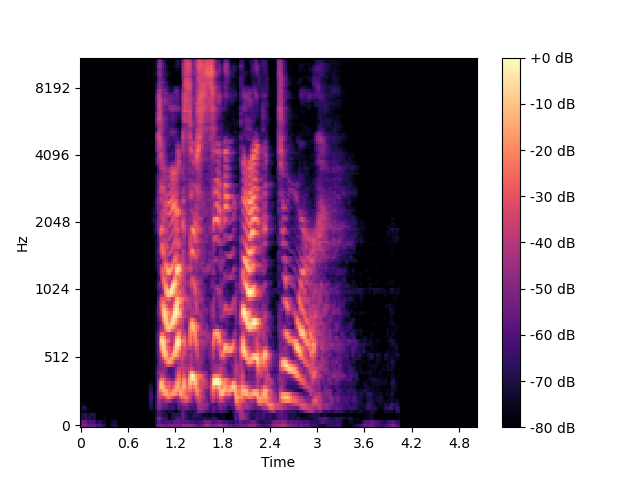 8192
4096
2048
1024
512
0
Hz
0 0.6 1.2 1.8 2.4 3 3.6 4.2 4.8
Time
+0 dB
-10 dB
-20 dB
-30 dB
-40 dB
-50 dB
-60 dB
-70 dB
-80 dB